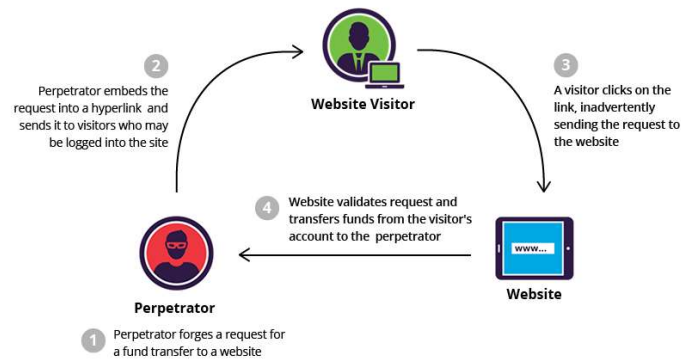 2
Perpetrator embeds the
request into a hyperlink and
sends it to visitors who may
be logged into the site
Website Visitor
3
A visitor clicks on the
link, inadvertently
sending the request to
the website
4
Website validates request and
transfers funds from the visitor's
account to the perpetrator
www...
Perpetrator
Website
1
Perpetrator forges a request for
a fund transfer to a website